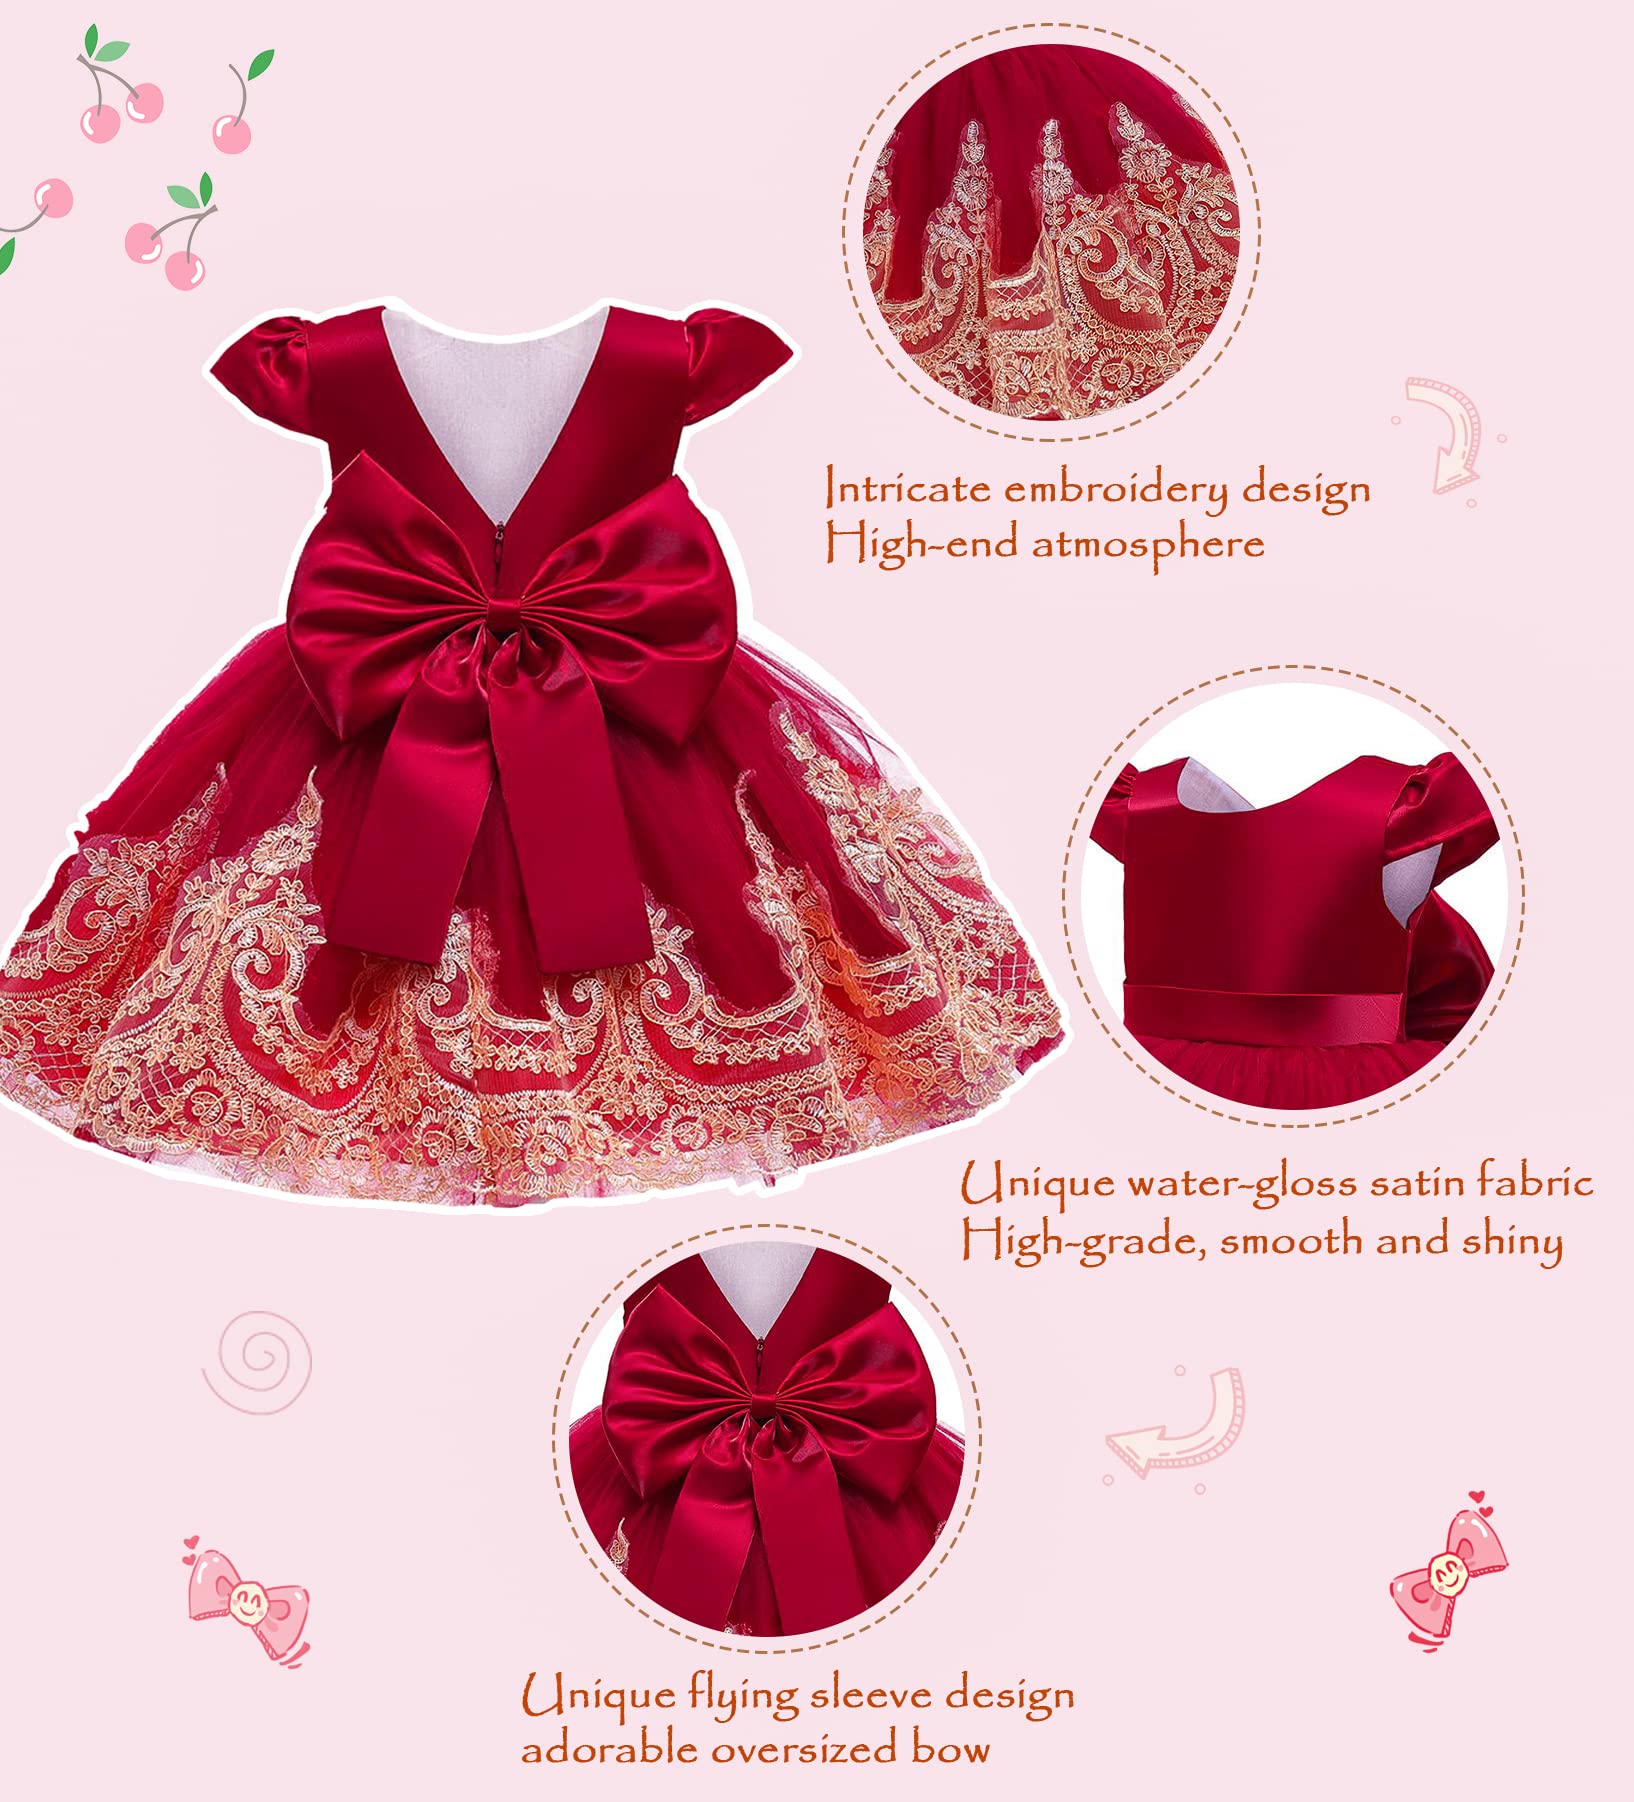 Intricate embroidery design
High-end atmosphere
Unique water-gloss satin fabric
High-grade, smooth and shiny
Unique flying sleeve design
adorable oversized bow